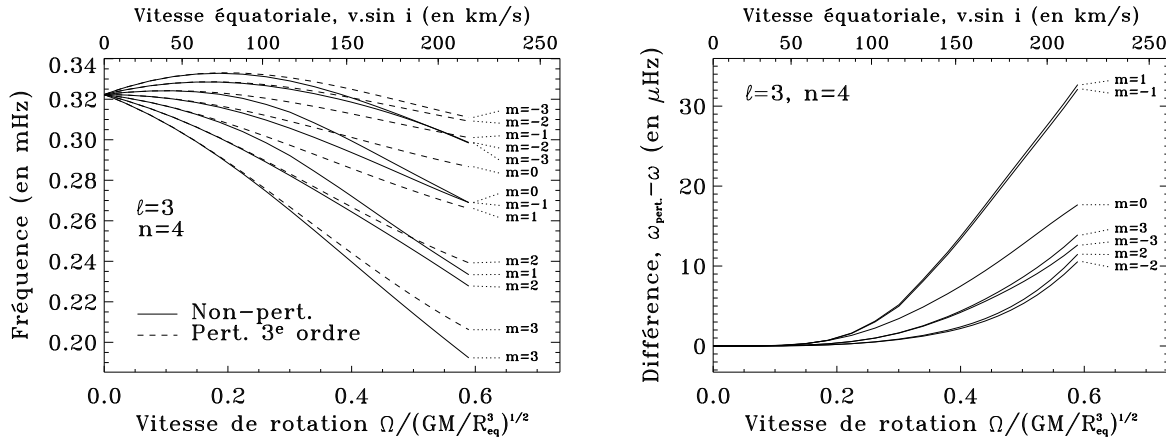 Vitesse équatoriale, v.sin i (en km/s)
0 50 100 150 200 250
Fréquence (en mHz)
0.34
0.32
0.30
0.28
0.26
0.24
0.22
0.20
ℓ=3
n=4
Non-pert.
Pert. 3ᵉ ordre
m=-3
m=-2
m=-1
m=-2
m=-3
m=0
m=0
m=-1
m=1
m=2
m=1
m=2
m=3
m=3
0.0 0.2 0.4 0.6
Vitesse de rotation Ω/(GM/R³eq)^1/2
Vitesse équatoriale, v.sin i (en km/s)
0 50 100 150 200 250
Différence, ω_pert.−ω (en μHz)
30
20
10
0
ℓ=3, n=4
m=1
m=-1
m=0
m=3
m=-3
m=2
m=-2
0.0 0.2 0.4 0.6
Vitesse de rotation Ω/(GM/R³eq)^1/2